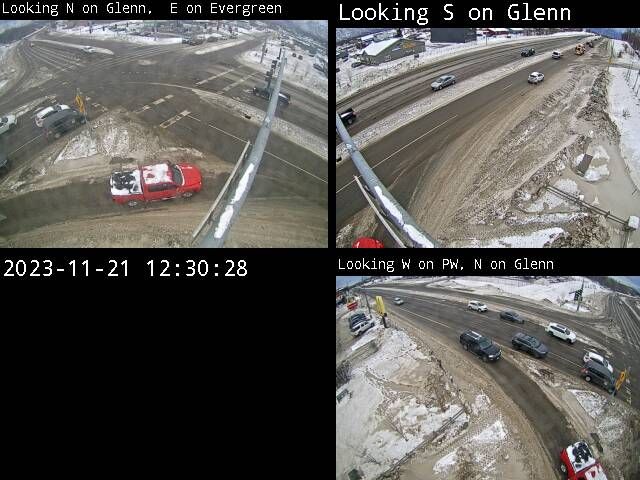 Looking N on Glenn,  E on Evergreen
Looking S on Glenn
2023-11-21 12:30:28
Looking W on PW, N on Glenn